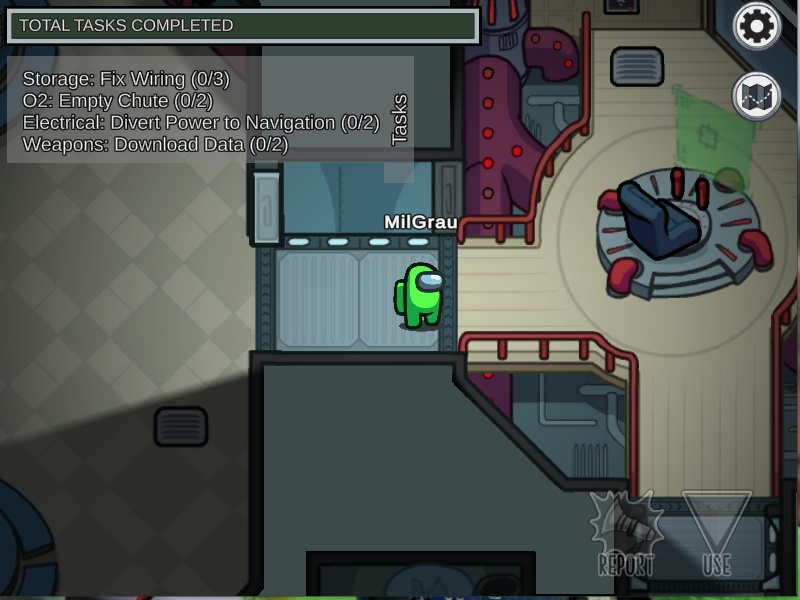 TOTAL TASKS COMPLETED
Storage: Fix Wiring (0/3)
O2: Empty Chute (0/2)
Electrical: Divert Power to Navigation (0/2)
Weapons: Download Data (0/2)
Tasks
MilGrau
REPORT
USE